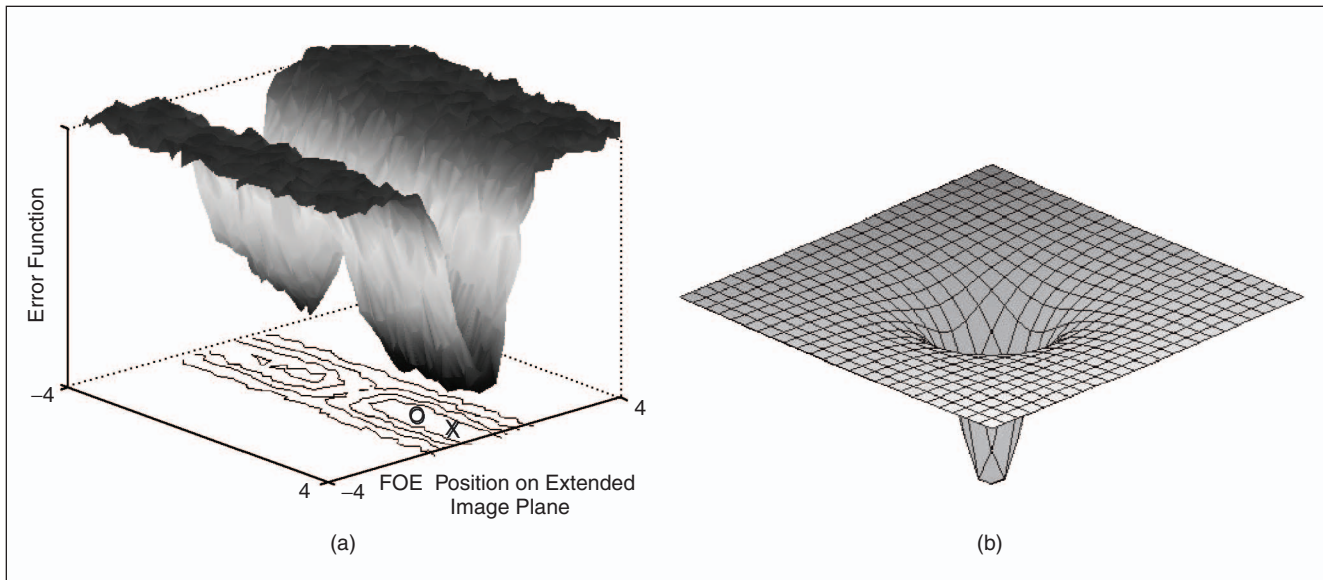 Error Function
–4
4
–4
4
O
X
FOE Position on Extended
Image Plane
(a)
(b)